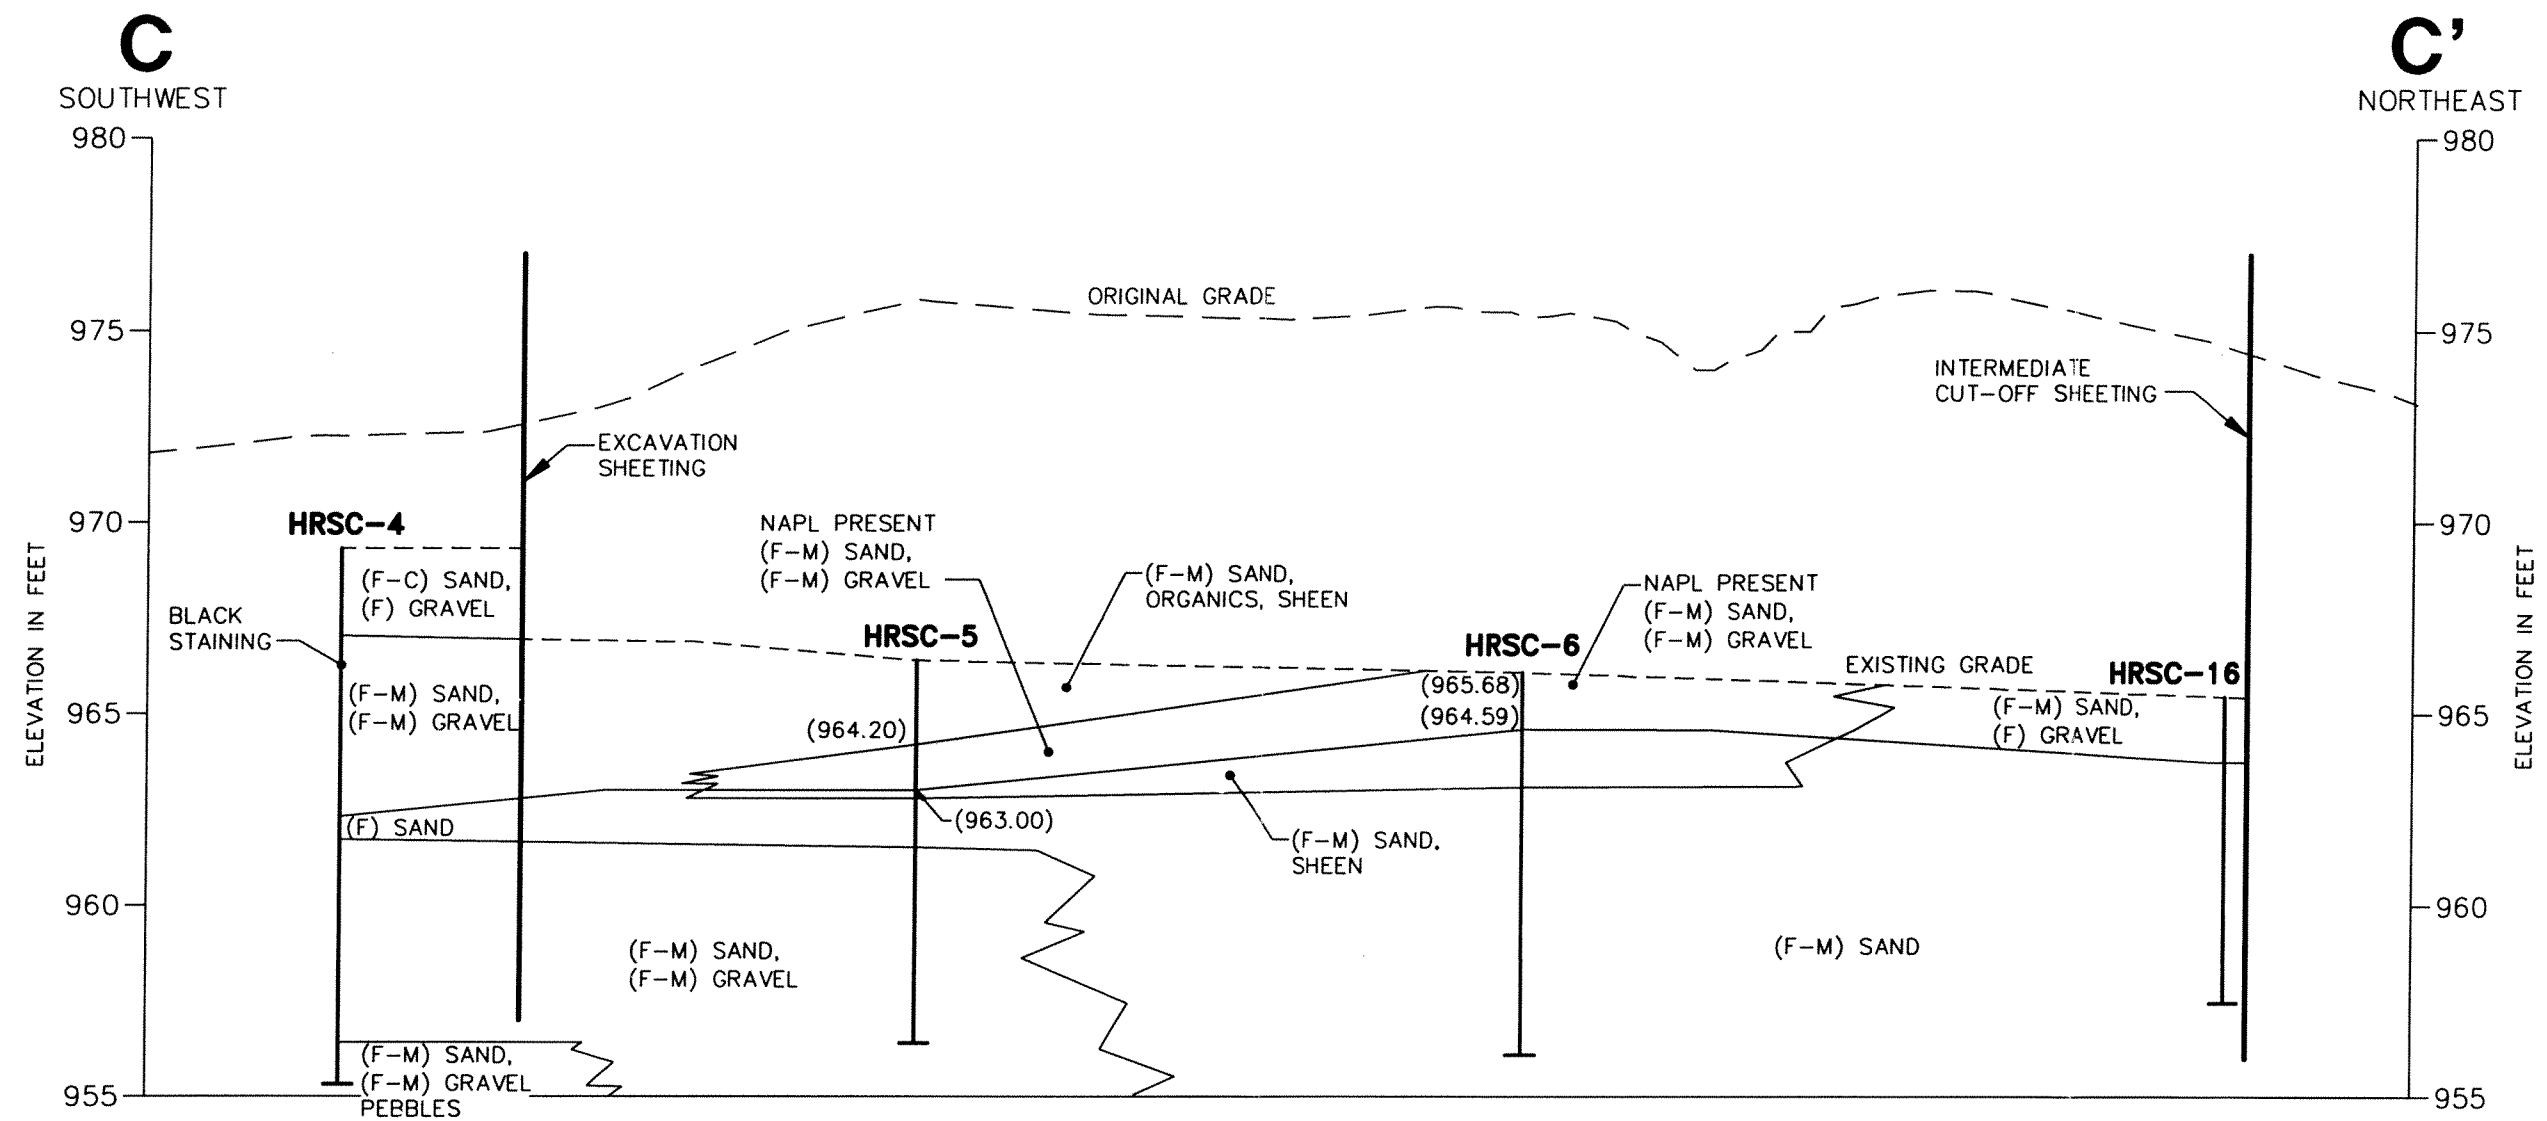 C
SOUTHWEST
C'
NORTHEAST
980
975
970
965
960
955
ELEVATION IN FEET
980
975
970
965
960
955
ELEVATION IN FEET
ORIGINAL GRADE
INTERMEDIATE
CUT-OFF SHEETING
EXCAVATION
SHEETING
HRSC-4
(F-C) SAND,
(F) GRAVEL
BLACK
STAINING
(F-M) SAND,
(F-M) GRAVEL
(F) SAND
(F-M) SAND,
(F-M) GRAVEL
PEBBLES
NAPL PRESENT
(F-M) SAND,
(F-M) GRAVEL
(F-M) SAND,
ORGANICS, SHEEN
HRSC-5
(964.20)
(963.00)
(F-M) SAND,
(F-M) GRAVEL
HRSC-6
(965.68)
(964.59)
NAPL PRESENT
(F-M) SAND,
(F-M) GRAVEL
(F-M) SAND,
SHEEN
EXISTING GRADE
HRSC-16
(F-M) SAND,
(F) GRAVEL
(F-M) SAND